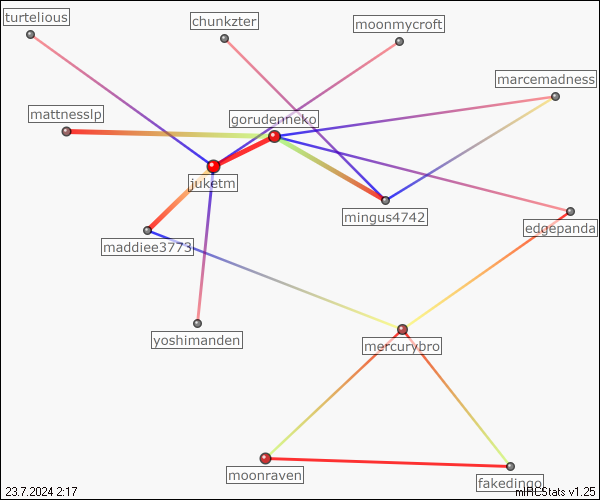 turtelious
chunkzter
moonmycroft
marcemadness
mattnesslp
gorudenneko
juketm
mingus4742
edgepanda
maddiee3773
yoshimanden
mercurybro
moonraven
fakedingo
23.7.2024 2:17
mIRCStats v1.25